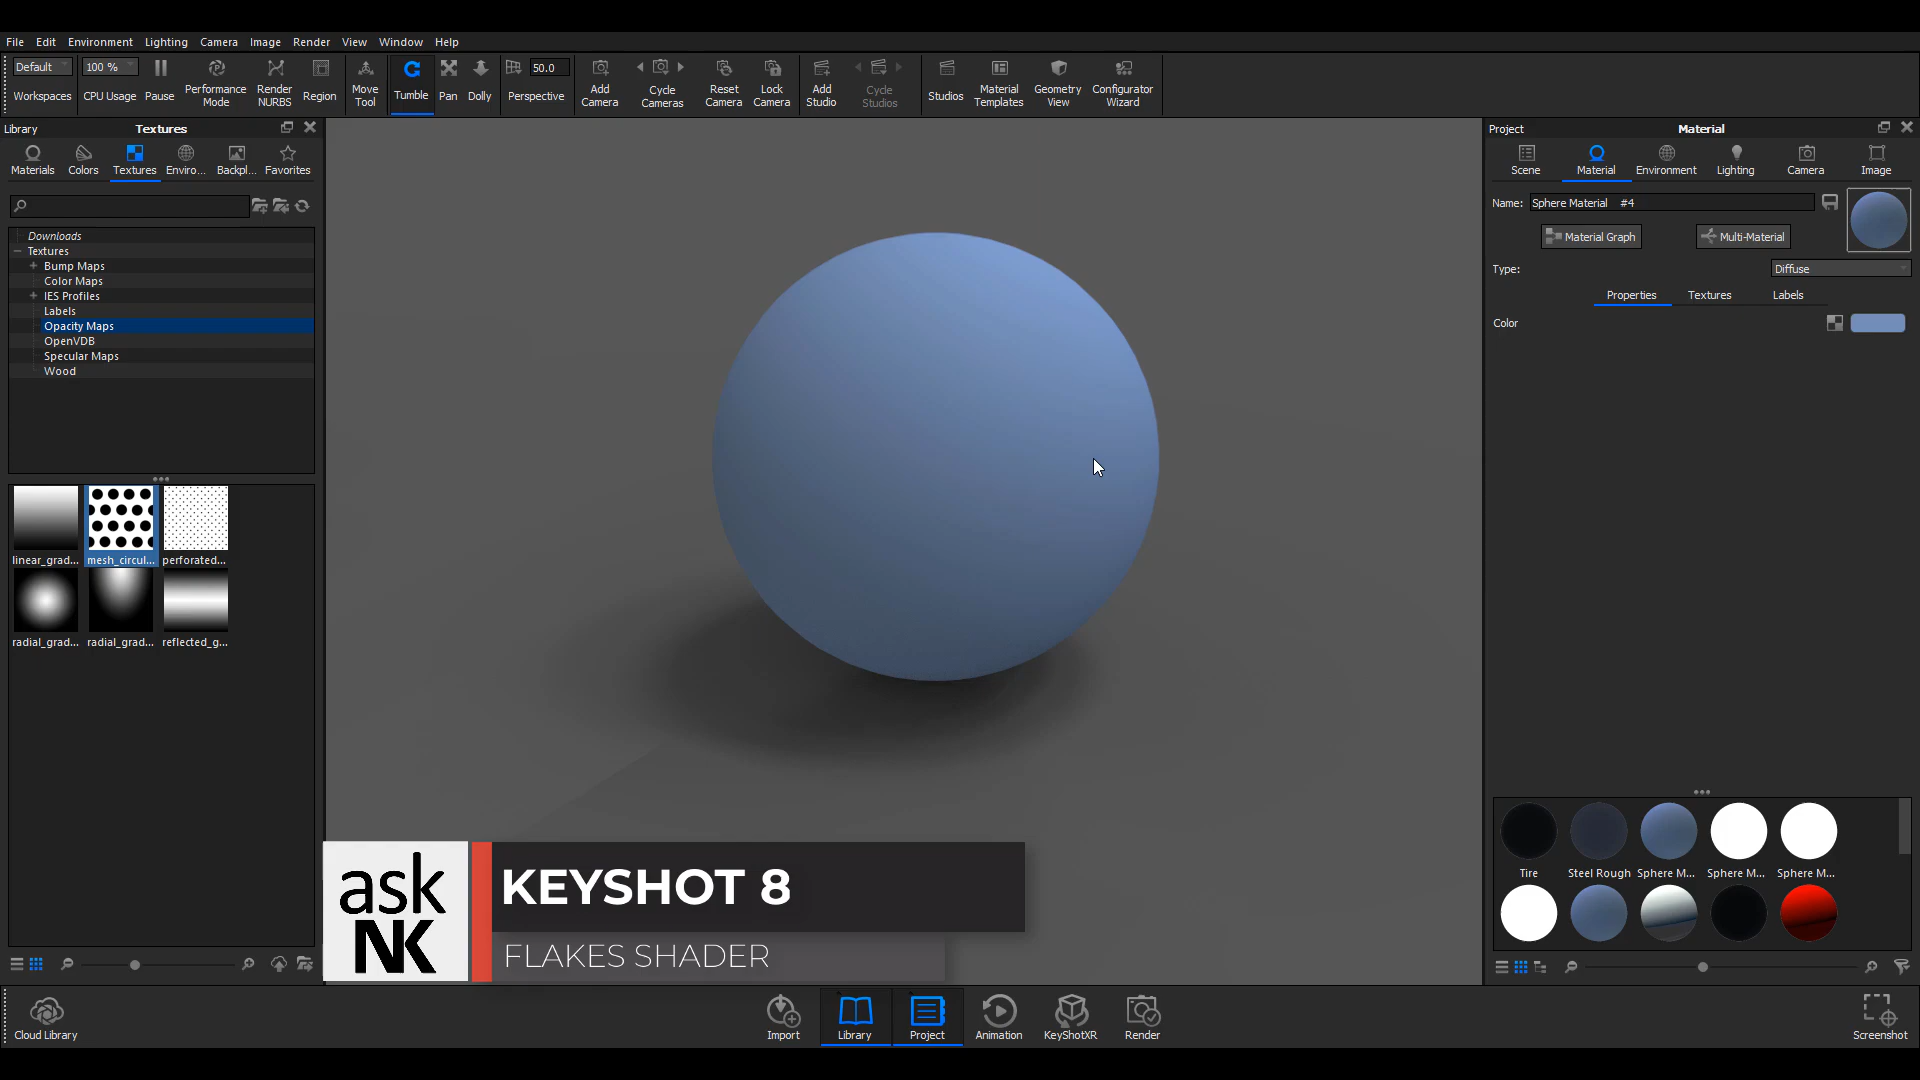 File Edit Environment Lighting Camera Image Render View Window Help
Default 100 % 50.0
Workspaces CPU Usage Pause Performance Mode Render NURBS Region Move Tool Tumble Pan Dolly Perspective Add Camera Cycle Cameras Reset Camera Lock Camera Add Studio Cycle Studios Studios Material Templates Geometry View Configurator Wizard
Library Textures
Materials Colors Textures Enviro... Backpl... Favorites
Downloads
Textures
Bump Maps
Color Maps
IES Profiles
Labels
Opacity Maps
OpenVDB
Specular Maps
Wood
linear_grad... mesh_circul... perforated...
radial_grad... radial_grad... reflected_g...
Project Material
Scene Material Environment Lighting Camera Image
Name: Sphere Material #4
Material Graph Multi-Material
Type: Diffuse
Properties Textures Labels
Color
Tire Steel Rough Sphere M... Sphere M... Sphere M...
ask
NK
KEYSHOT 8
FLAKES SHADER
Cloud Library Import Library Project Animation KeyShotXR Render Screenshot